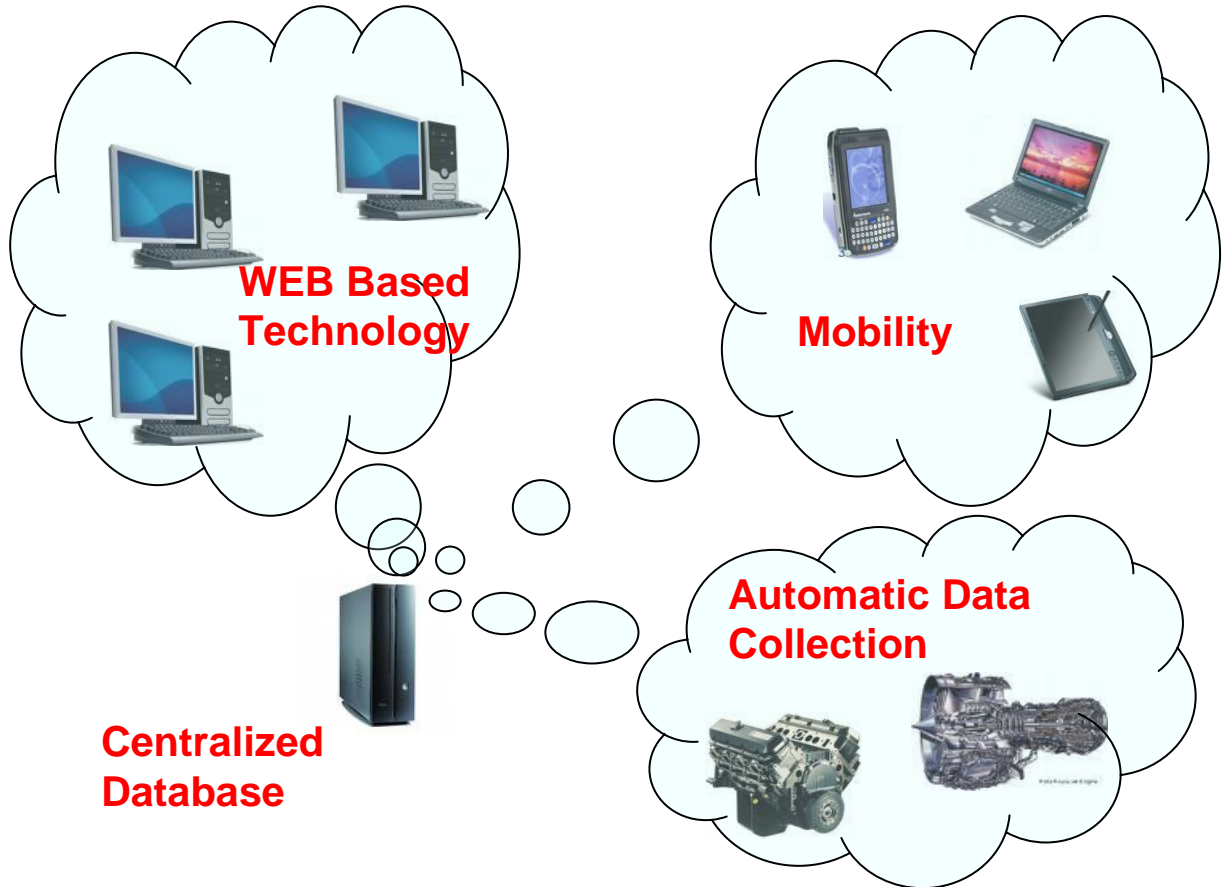 WEB Based
Technology
Mobility
Automatic Data
Collection
Centralized
Database